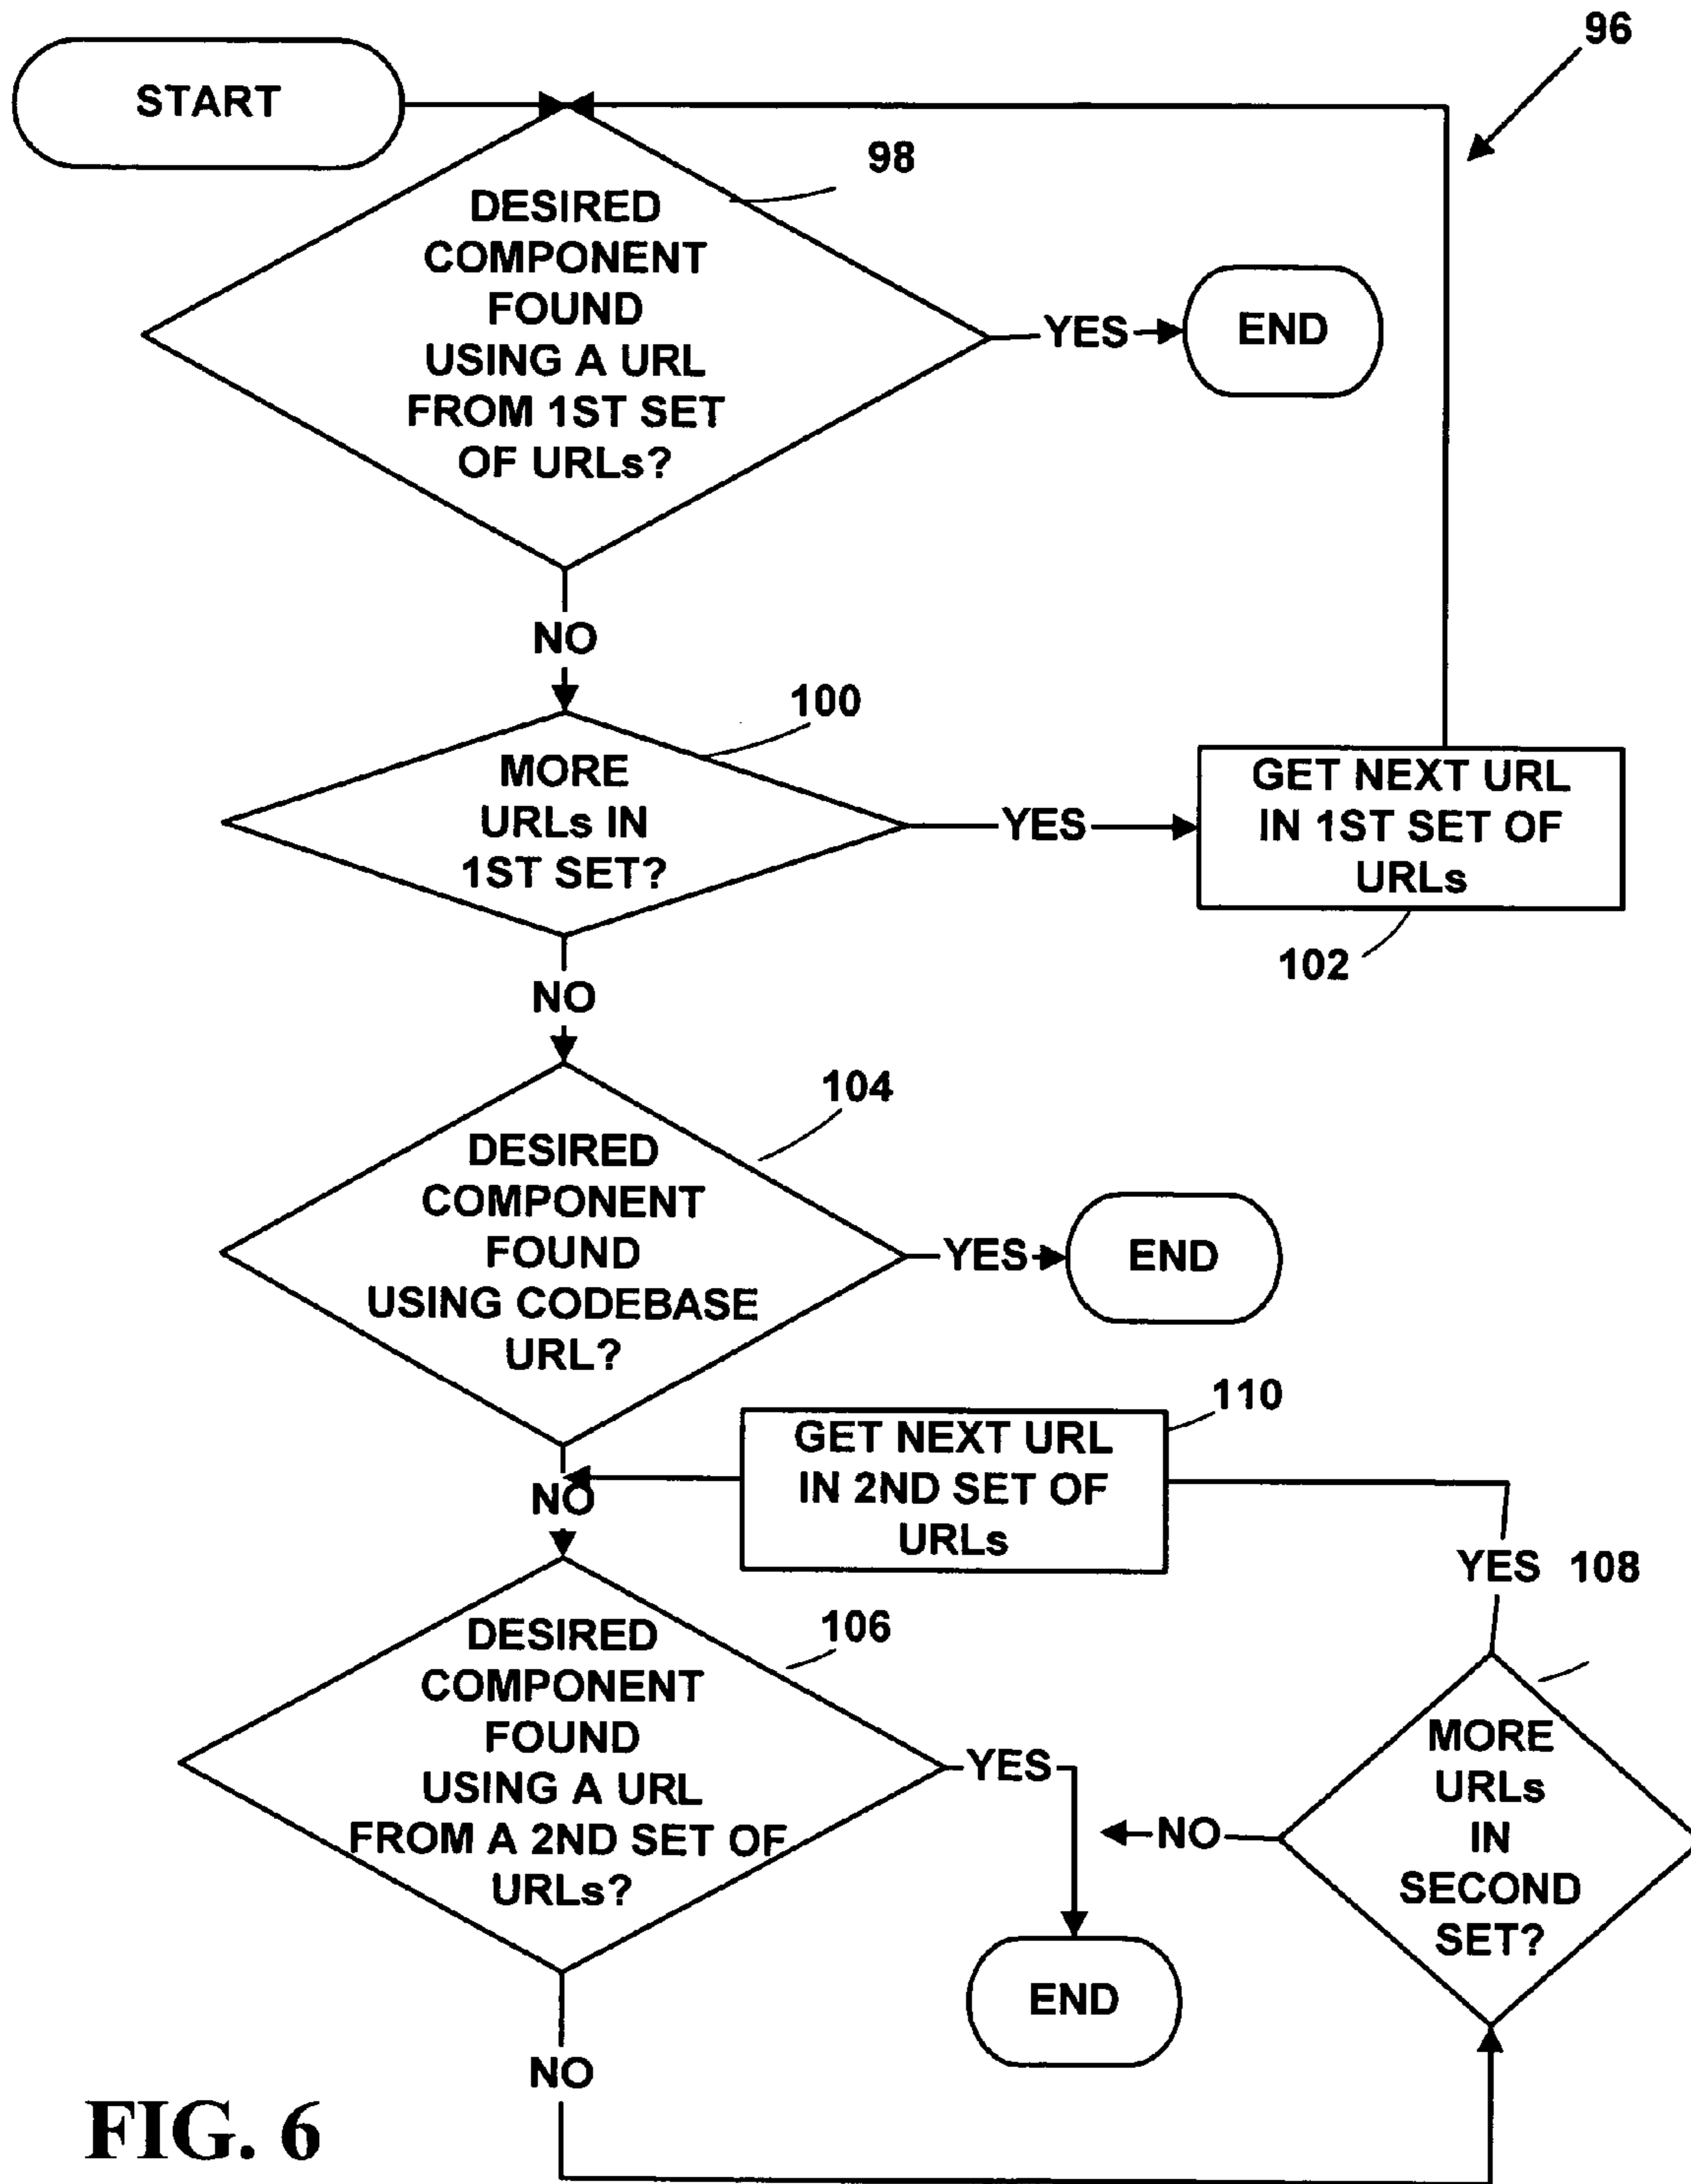 96
START
98
DESIRED
COMPONENT
FOUND
USING A URL
FROM 1ST SET
OF URLs?
YES
END
NO
100
MORE
URLs IN
1ST SET?
YES
GET NEXT URL
IN 1ST SET OF
URLs
102
NO
104
DESIRED
COMPONENT
FOUND
USING CODEBASE
URL?
YES
END
110
GET NEXT URL
IN 2ND SET OF
URLs
NO
YES 108
106
DESIRED
COMPONENT
FOUND
USING A URL
FROM A 2ND SET OF
URLs?
YES
MORE
URLs
IN
SECOND
SET?
NO
END
NO
FIG. 6